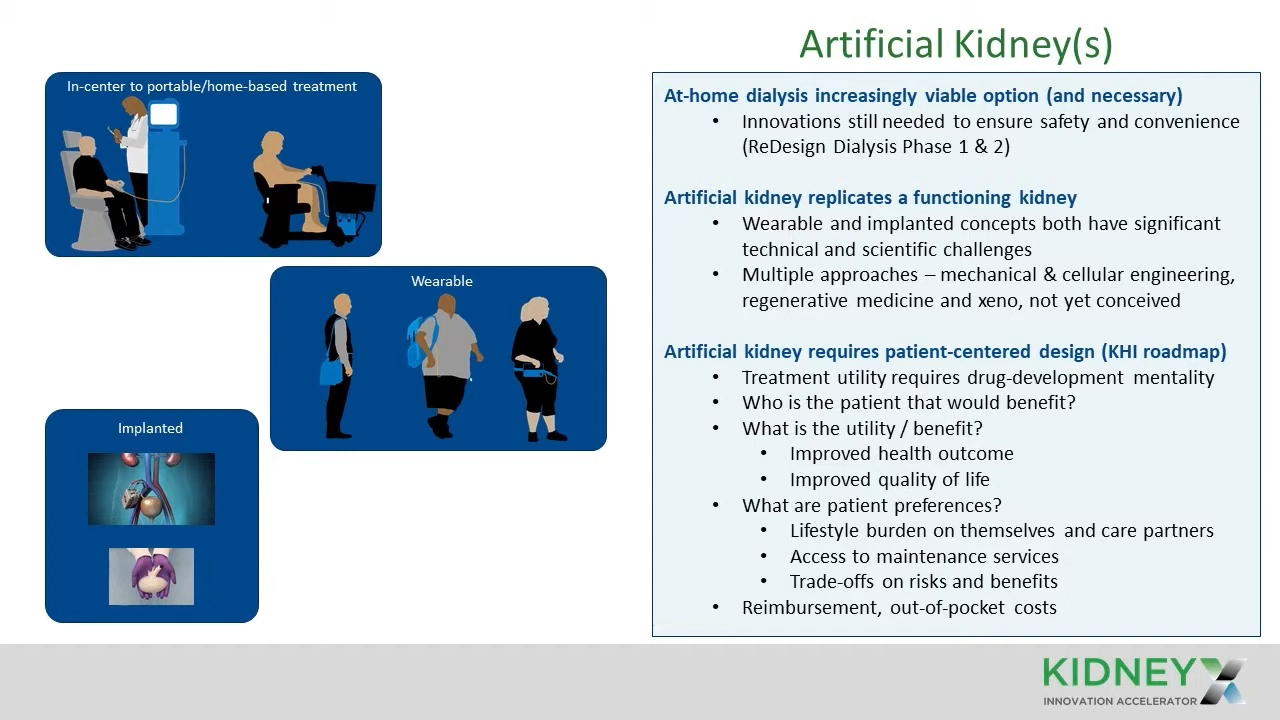 Artificial Kidney(s)
In-center to portable/home-based treatment
Wearable
Implanted
At-home dialysis increasingly viable option (and necessary)
• Innovations still needed to ensure safety and convenience
(ReDesign Dialysis Phase 1 & 2)
Artificial kidney replicates a functioning kidney
• Wearable and implanted concepts both have significant
technical and scientific challenges
• Multiple approaches – mechanical & cellular engineering,
regenerative medicine and xeno, not yet conceived
Artificial kidney requires patient-centered design (KHI roadmap)
• Treatment utility requires drug-development mentality
• Who is the patient that would benefit?
• What is the utility / benefit?
• Improved health outcome
• Improved quality of life
• What are patient preferences?
• Lifestyle burden on themselves and care partners
• Access to maintenance services
• Trade-offs on risks and benefits
• Reimbursement, out-of-pocket costs
KIDNEYX
INNOVATION ACCELERATOR